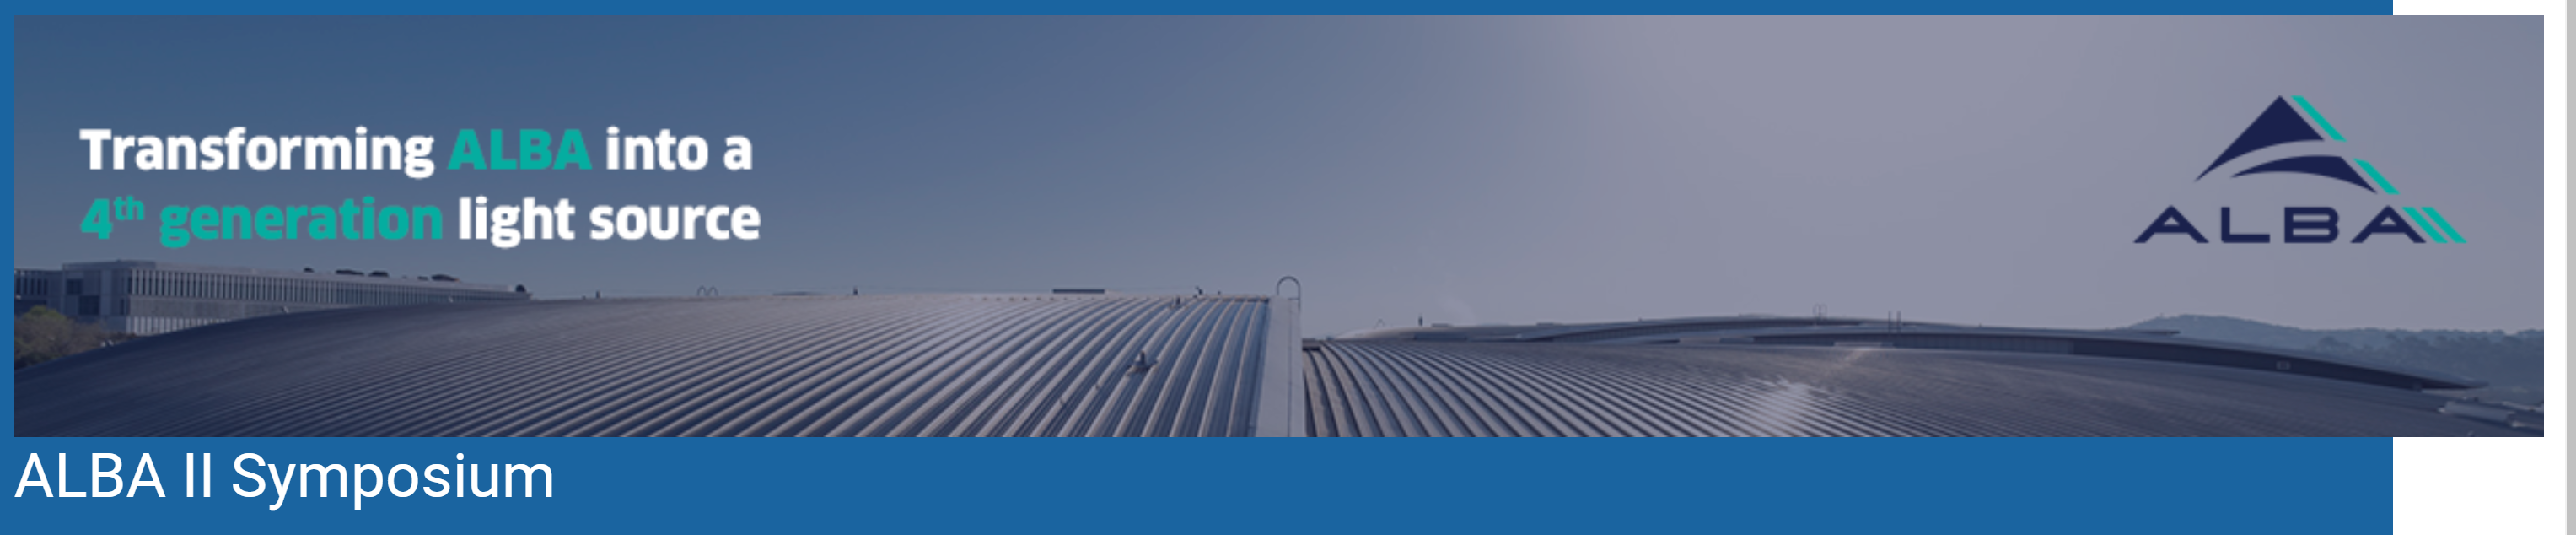 Transforming ALBA into a
4th generation light source
ALBA
ALBA II Symposium